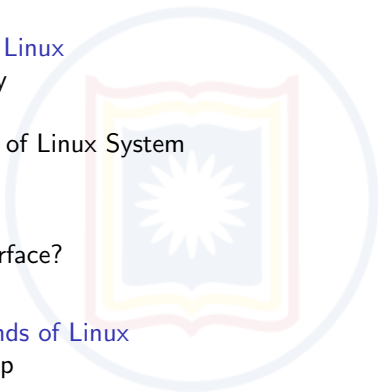 Linux
y
of Linux System
rface?
nds of Linux
p